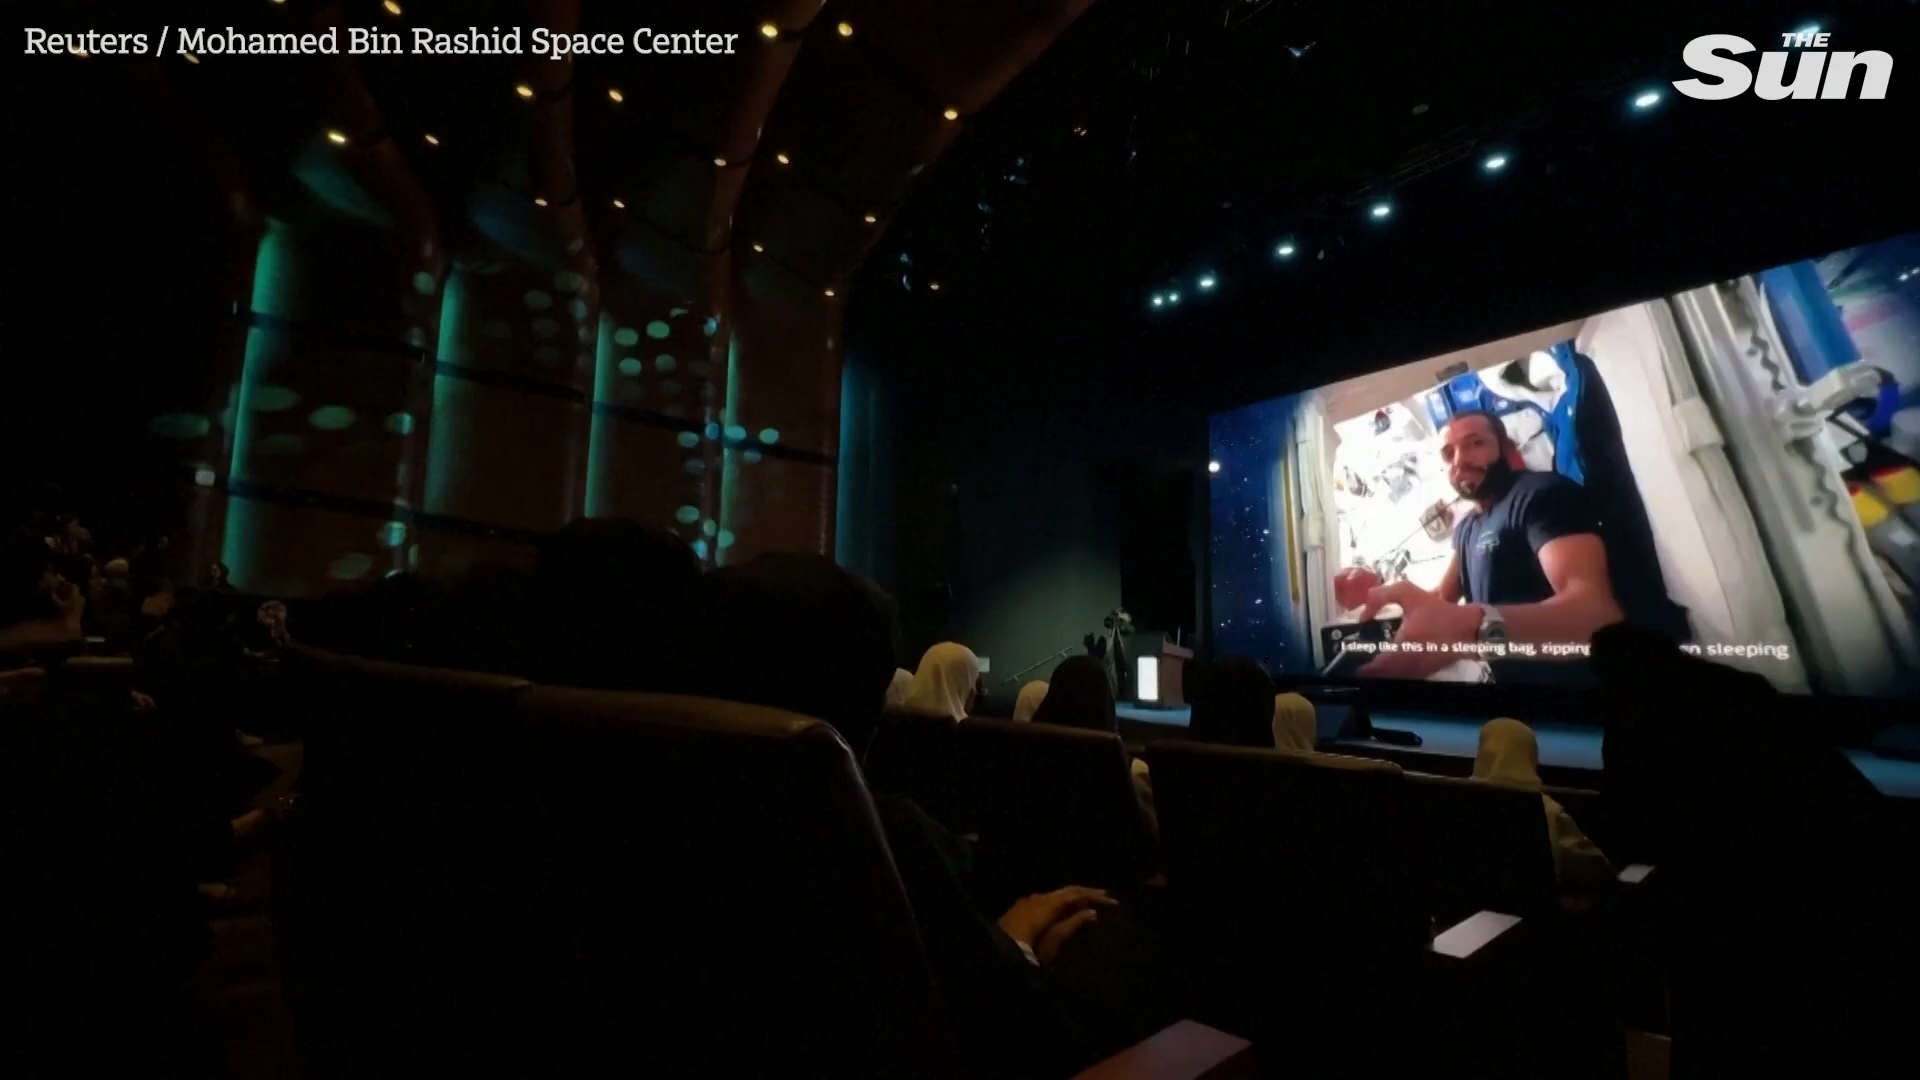 Reuters / Mohamed Bin Rashid Space Center
THE
Sun
I sleep like this in a sleeping bag, zipping
sleeping